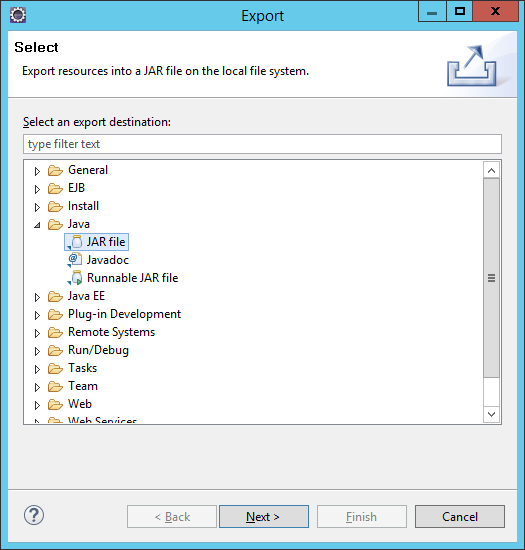 Export
Select
Export resources into a JAR file on the local file system.
Select an export destination:
type filter text
General
EJB
Install
Java
JAR file
Javadoc
Runnable JAR file
Java EE
Plug-in Development
Remote Systems
Run/Debug
Tasks
Team
Web
Web Services
< Back
Next >
Finish
Cancel